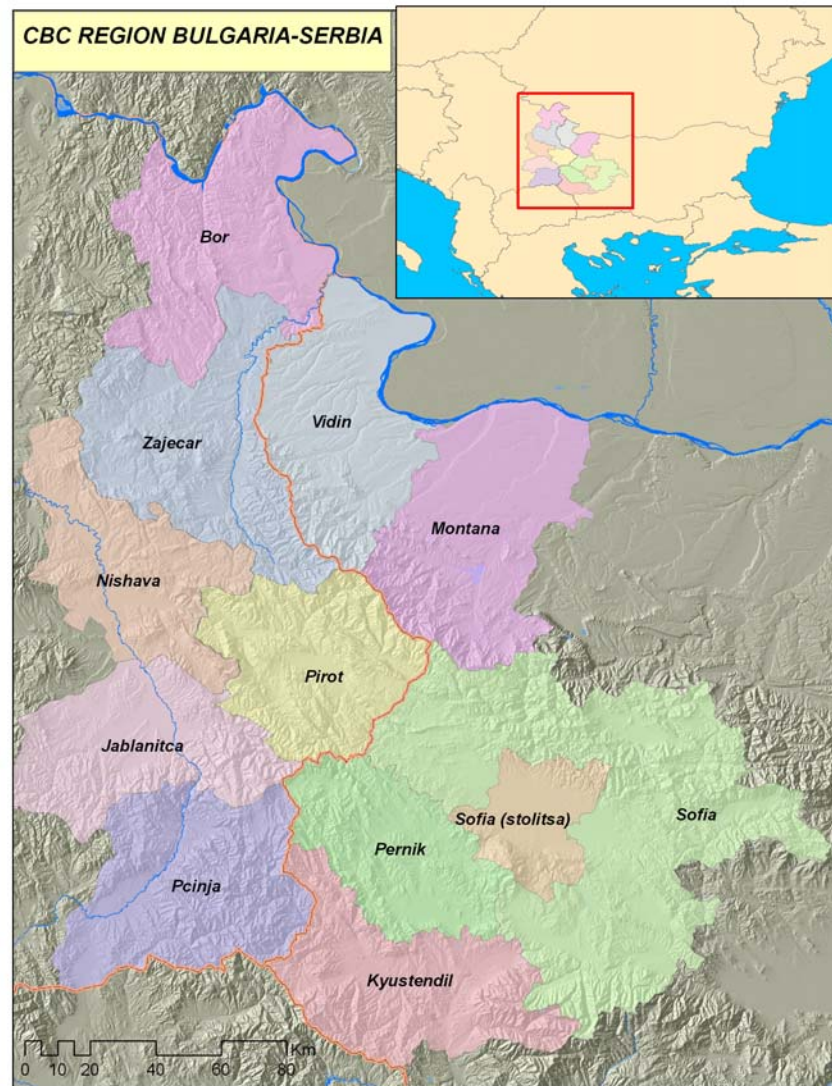 CBC REGION BULGARIA-SERBIA
Bor
Zajecar
Vidin
Montana
Nishava
Pirot
Jablanitca
Sofia (stolitsa)
Sofia
Pernik
Pcinja
Kyustendil
Km
0 10 20 40 60 80